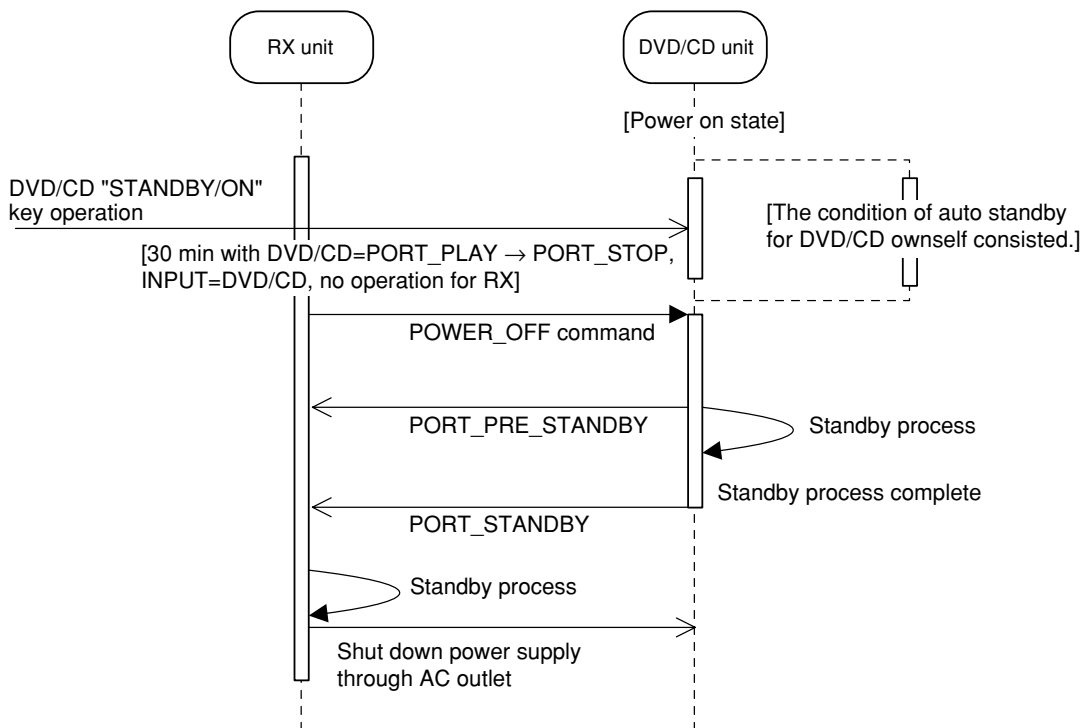 RX unit
DVD/CD unit
[Power on state]
DVD/CD "STANDBY/ON"
key operation
[The condition of auto standby
for DVD/CD ownself consisted.]
[30 min with DVD/CD=PORT_PLAY → PORT_STOP,
INPUT=DVD/CD, no operation for RX]
POWER_OFF command
PORT_PRE_STANDBY
Standby process
Standby process complete
PORT_STANDBY
Standby process
Shut down power supply
through AC outlet